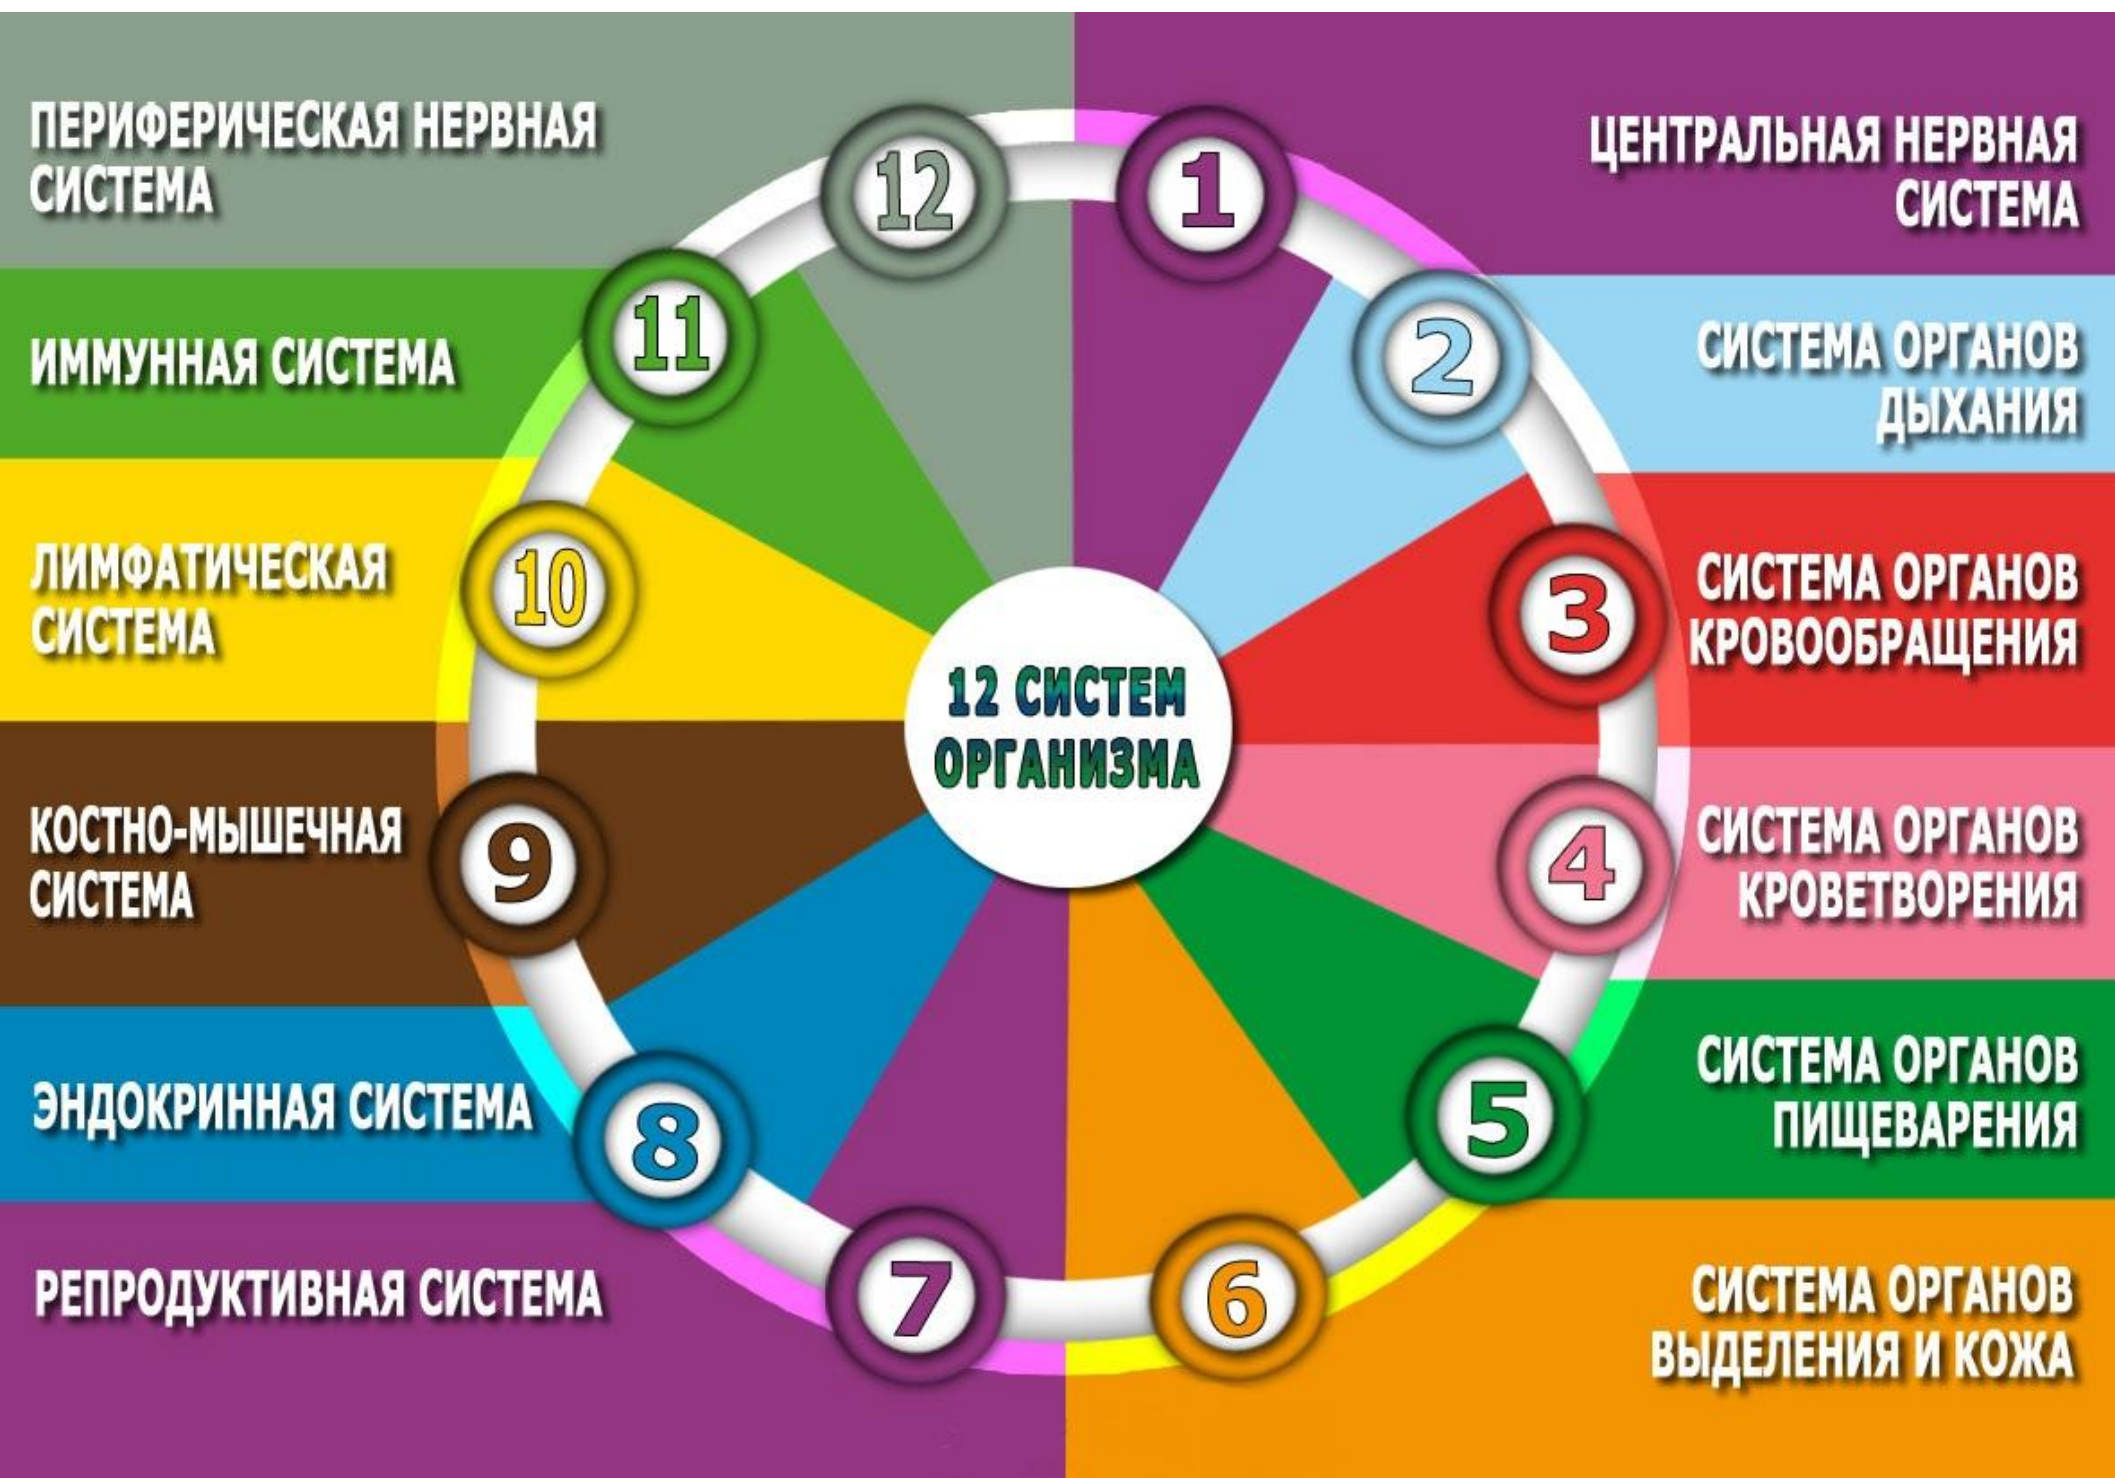 12 СИСТЕМ
ОРГАНИЗМА
1
ЦЕНТРАЛЬНАЯ НЕРВНАЯ
СИСТЕМА
2
СИСТЕМА ОРГАНОВ
ДЫХАНИЯ
3
СИСТЕМА ОРГАНОВ
КРОВООБРАЩЕНИЯ
4
СИСТЕМА ОРГАНОВ
КРОВЕТВОРЕНИЯ
5
СИСТЕМА ОРГАНОВ
ПИЩЕВАРЕНИЯ
6
СИСТЕМА ОРГАНОВ
ВЫДЕЛЕНИЯ И КОЖА
7
РЕПРОДУКТИВНАЯ СИСТЕМА
8
ЭНДОКРИННАЯ СИСТЕМА
9
КОСТНО-МЫШЕЧНАЯ
СИСТЕМА
10
ЛИМФАТИЧЕСКАЯ
СИСТЕМА
11
ИММУННАЯ СИСТЕМА
12
ПЕРИФЕРИЧЕСКАЯ НЕРВНАЯ
СИСТЕМА